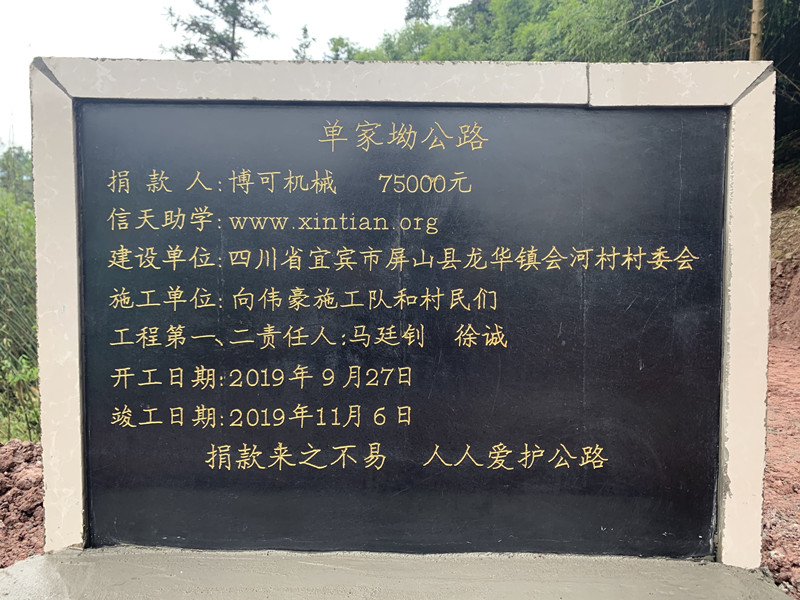 单家坳公路
捐款人:博可机械 75000元
信天助学:www.xintian.org
建设单位:四川省宜宾市屏山县龙华镇会河村村委会
施工单位:向伟豪施工队和村民们
工程第一、二责任人:马廷钊 徐诚
开工日期:2019年9月27日
竣工日期:2019年11月6日
捐款来之不易 人人爱护公路